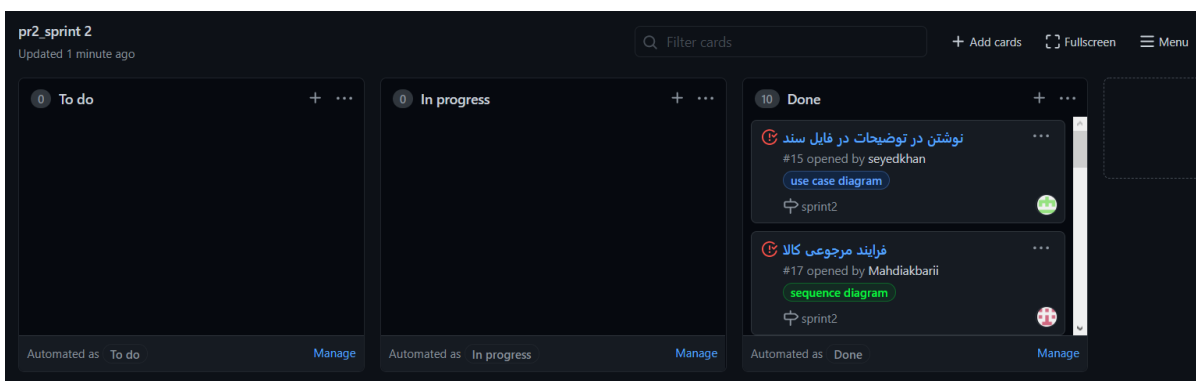 pr2_sprint 2
Updated 1 minute ago
Filter cards
Add cards
Fullscreen
Menu
0 To do
0 In progress
10 Done
نوشتن در توضیحات در فایل سند
#15 opened by seyedkhan
use case diagram
sprint2
فرایند مرجوعی کالا
#17 opened by Mahdiakbarii
sequence diagram
sprint2
Automated as To do Manage
Automated as In progress Manage
Automated as Done Manage